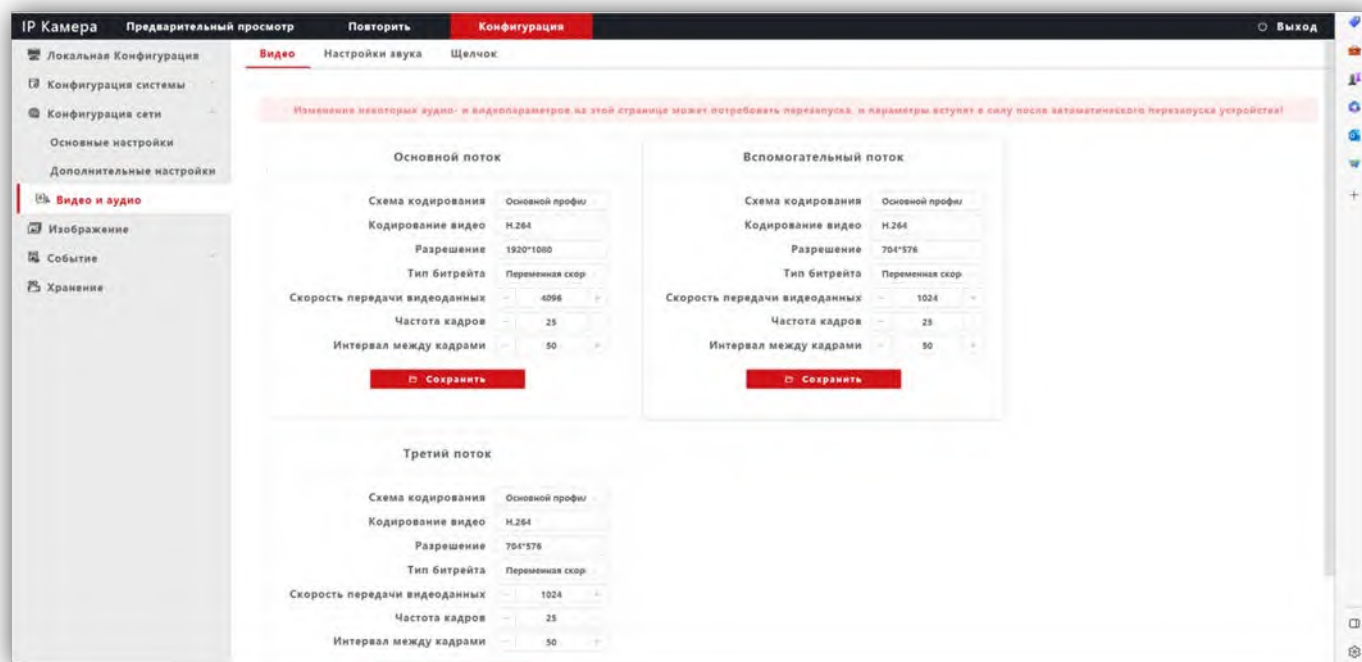 IP Камера Предварительный просмотр Повторить Конфигурация Выход
Локальная Конфигурация
Конфигурация системы
Конфигурация сети
Основные настройки
Дополнительные настройки
Видео и аудио
Изображение
Событие
Хранение
Видео Настройки звука Щелчок
Изменение некоторых аудио- и видеопараметров на этой странице может потребовать перезапуска, и параметры вступят в силу после автоматического перезапуска устройства!
Основной поток
Схема кодирования Основной профил
Кодирование видео H.264
Разрешение 1920*1080
Тип битрейта Переменная скор
Скорость передачи видеоданных − 4096 +
Частота кадров − 25
Интервал между кадрами − 50 +
Сохранить
Вспомогательный поток
Схема кодирования Основной профил
Кодирование видео H.264
Разрешение 704*576
Тип битрейта Переменная скор
Скорость передачи видеоданных − 1024 +
Частота кадров − 25
Интервал между кадрами − 50 +
Сохранить
Третий поток
Схема кодирования Основной профил
Кодирование видео H.264
Разрешение 704*576
Тип битрейта Переменная скор
Скорость передачи видеоданных − 1024 +
Частота кадров − 25
Интервал между кадрами − 50 +